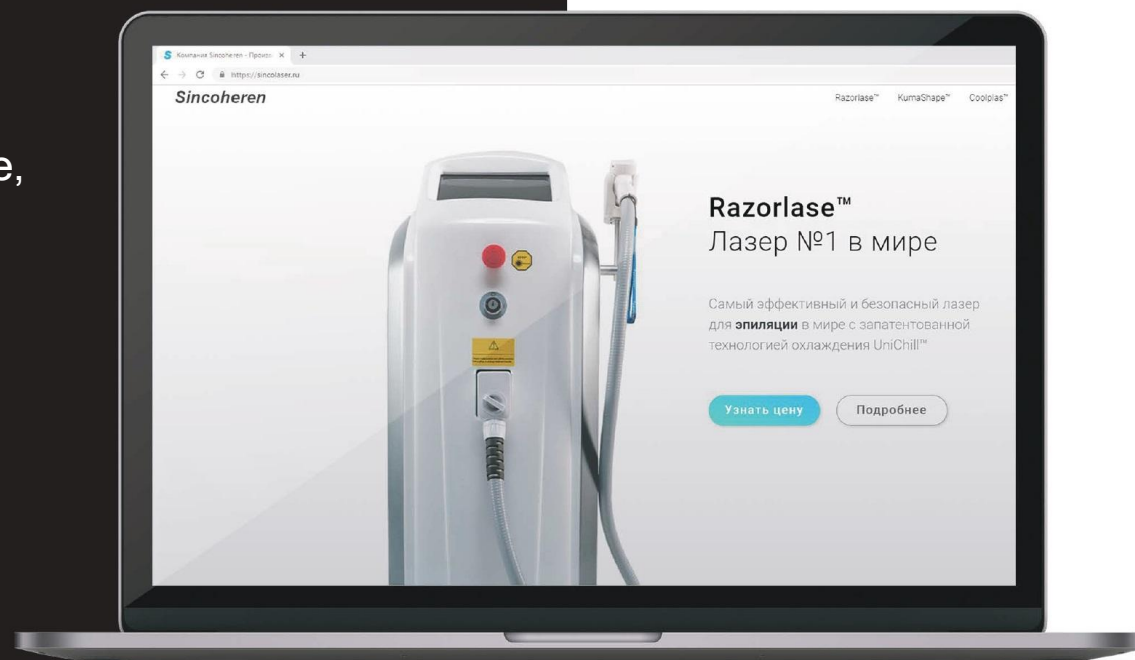 е,
Компания Sincoheren - Произв
https://sincolaser.ru
Sincoheren
Razorlase™ KumaShape™ Coolplas™
Razorlase™
Лазер №1 в мире
Самый эффективный и безопасный лазер
для эпиляции в мире с запатентованной
технологией охлаждения UniChill™
Узнать цену Подробнее